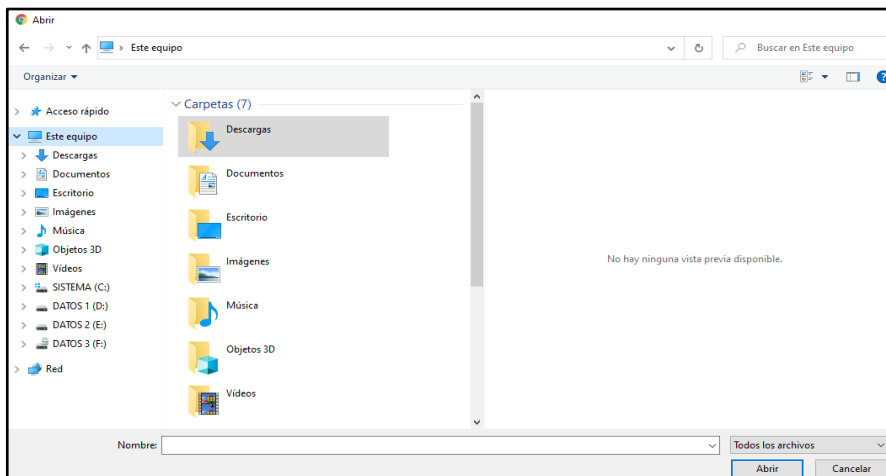 Abrir
Este equipo
Buscar en Este equipo
Organizar
Acceso rápido
Este equipo
Descargas
Documentos
Escritorio
Imágenes
Música
Objetos 3D
Vídeos
SISTEMA (C:)
DATOS 1 (D:)
DATOS 2 (E:)
DATOS 3 (F:)
Red
Carpetas (7)
Descargas
Documentos
Escritorio
Imágenes
Música
Objetos 3D
Vídeos
No hay ninguna vista previa disponible.
Nombre:
Todos los archivos
Abrir
Cancelar